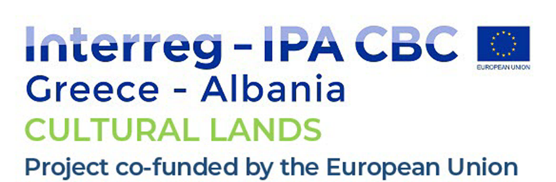 Interreg - IPA CBC
EUROPEAN UNION
Greece - Albania
CULTURAL LANDS
Project co-funded by the European Union